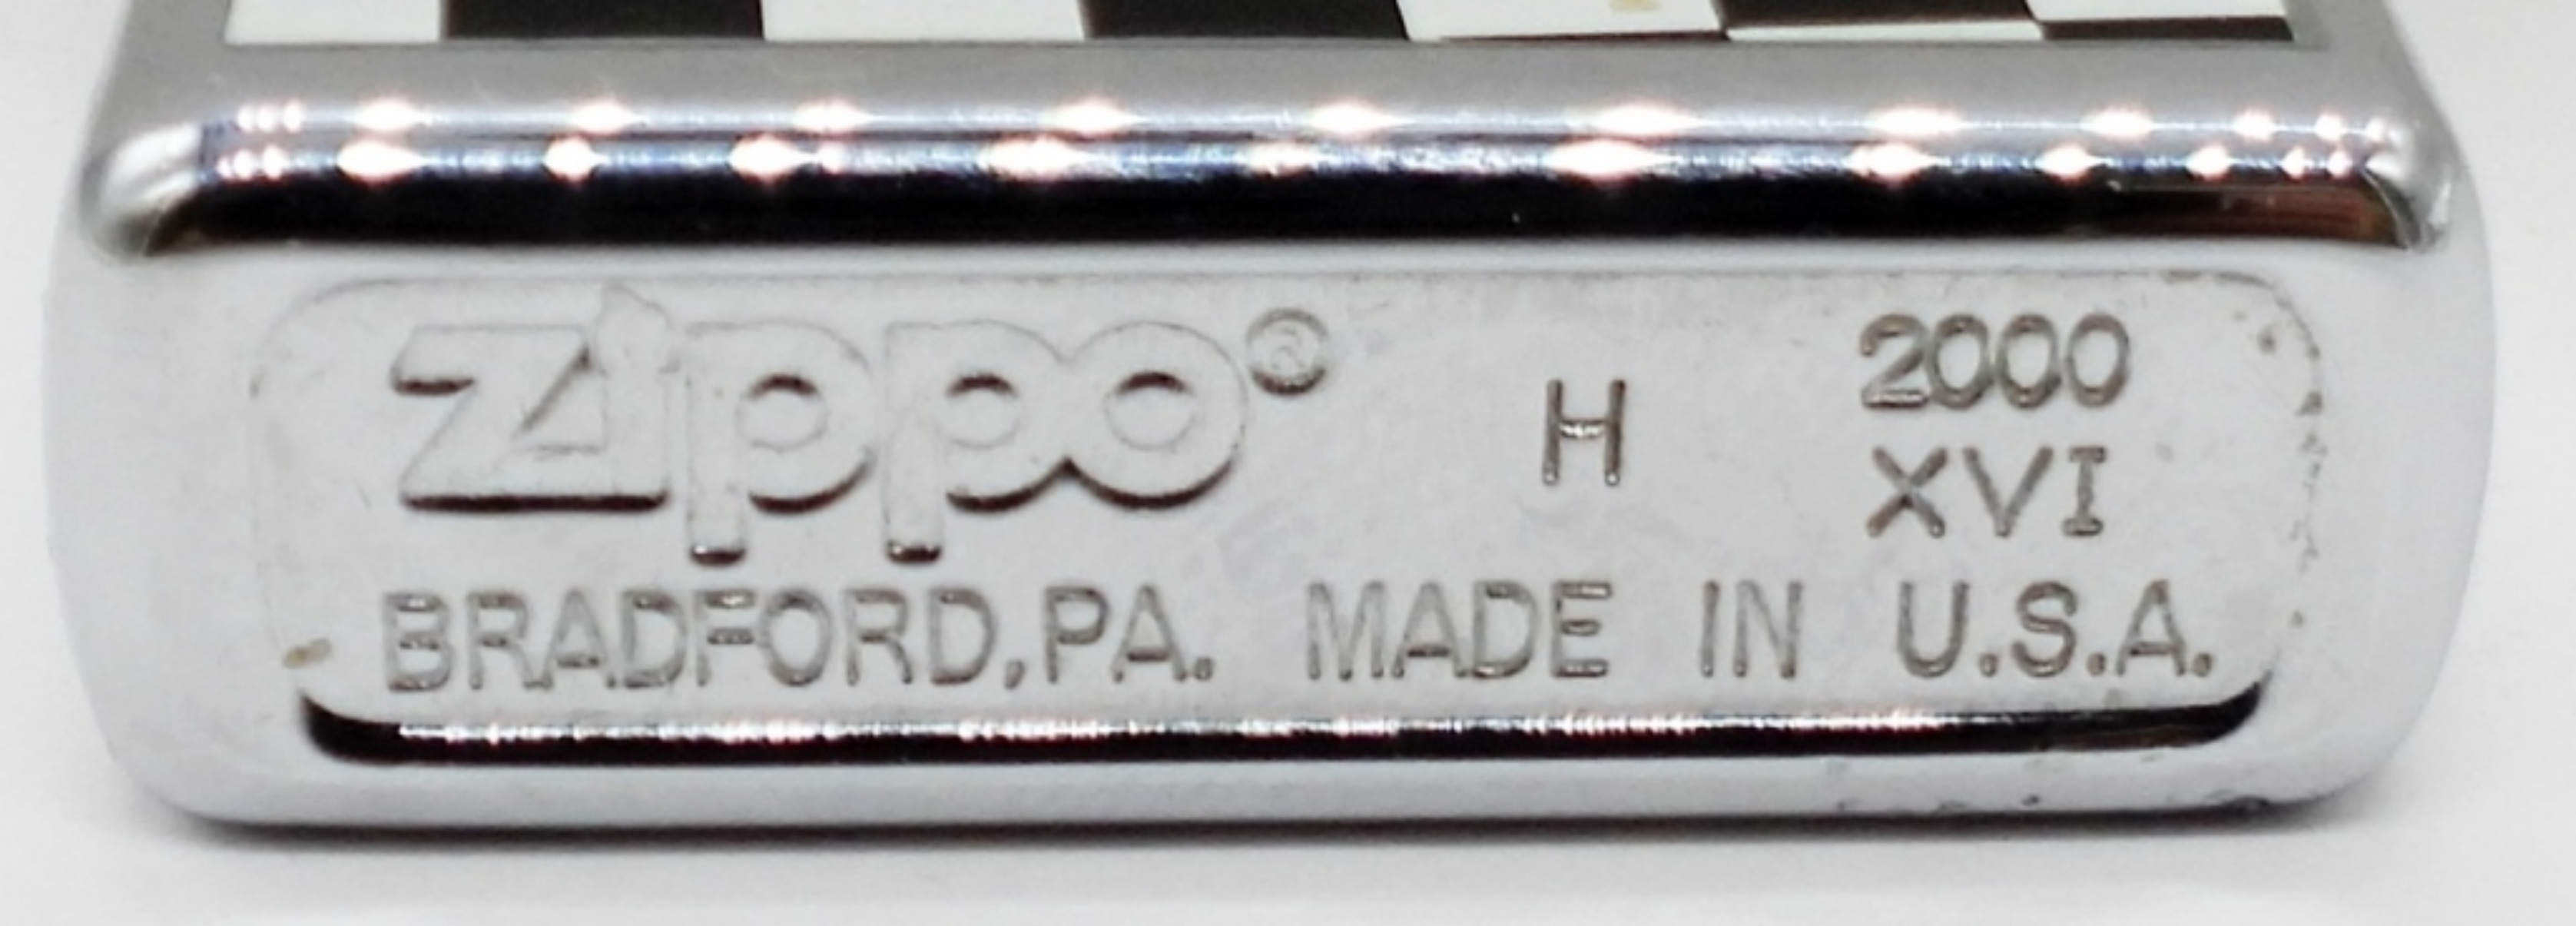 Zippo® H 2000
XVI
BRADFORD, PA. MADE IN U.S.A.